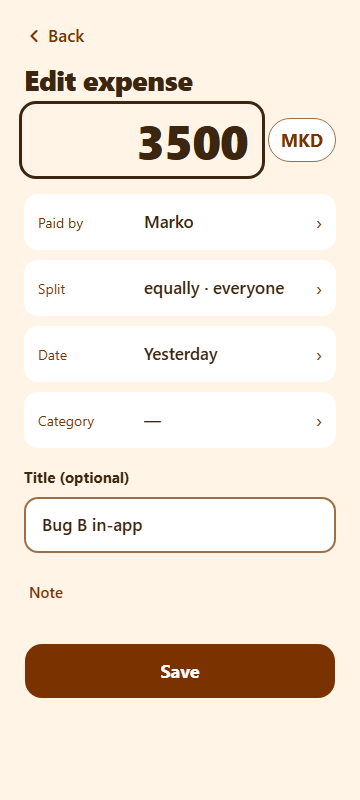 Back
Edit expense
3500 MKD
Paid by Marko ›
Split equally · everyone ›
Date Yesterday ›
Category — ›
Title (optional)
Bug B in-app
Note
Save